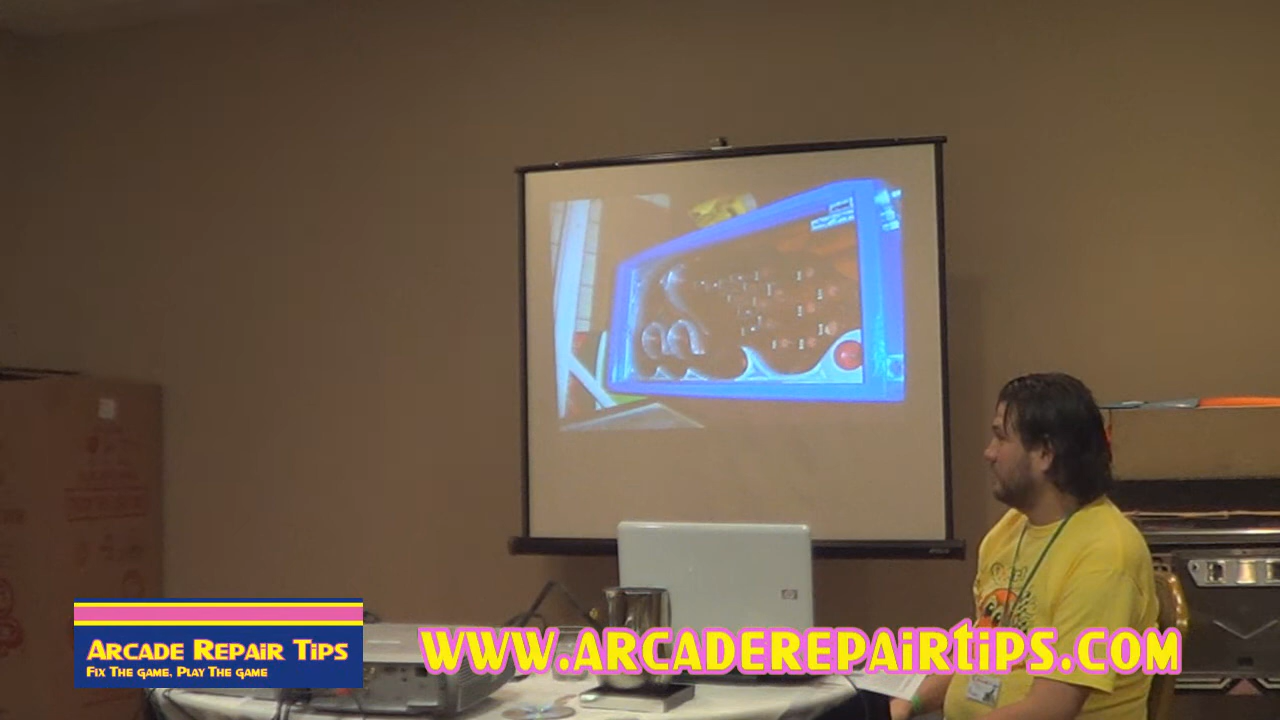 ARCADE REPAIR TIPS
FIX THE GAME, PLAY THE GAME
WWW.ARCADEREPAIRTIPS.COM